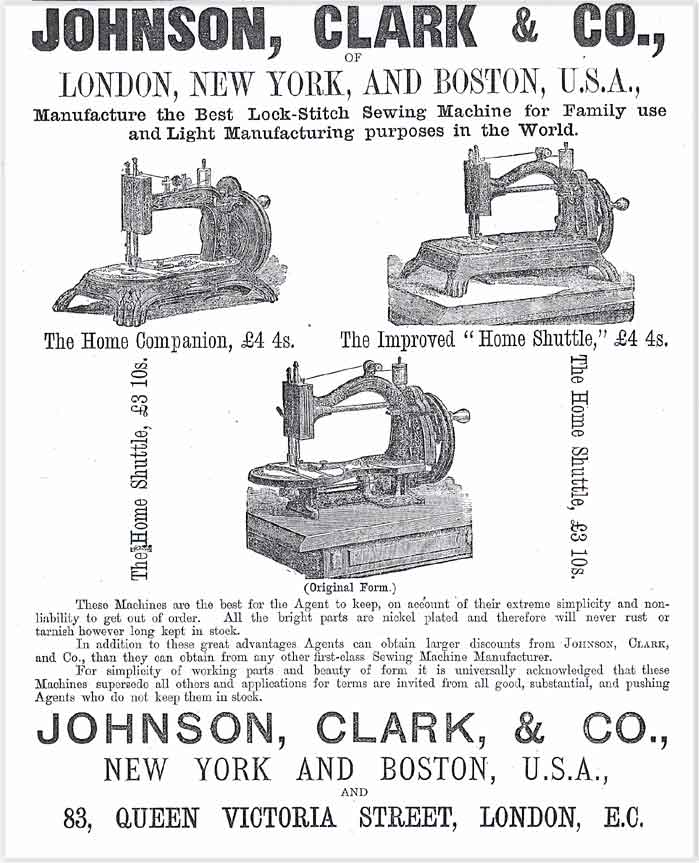 JOHNSON, CLARK & CO.,
OF
LONDON, NEW YORK, AND BOSTON, U.S.A.,
Manufacture the Best Lock-Stitch Sewing Machine for Family use
and Light Manufacturing purposes in the World.
The Home Companion, £4 4s.
The Improved "Home Shuttle," £4 4s.
The Home Shuttle, £3 10s.
The Home Shuttle, £3 10s.
(Original Form.)
These Machines are the best for the Agent to keep, on account of their extreme simplicity and non-
liability to get out of order. All the bright parts are nickel plated and therefore will never rust or
tarnish however long kept in stock.
In addition to these great advantages Agents can obtain larger discounts from JOHNSON, CLARK,
and Co., than they can obtain from any other first-class Sewing Machine Manufacturer.
For simplicity of working parts and beauty of form it is universally acknowledged that these
Machines supersede all others and applications for terms are invited from all good, substantial, and pushing
Agents who do not keep them in stock.
JOHNSON, CLARK, & CO.,
NEW YORK AND BOSTON, U.S.A.,
AND
83, QUEEN VICTORIA STREET, LONDON, E.C.